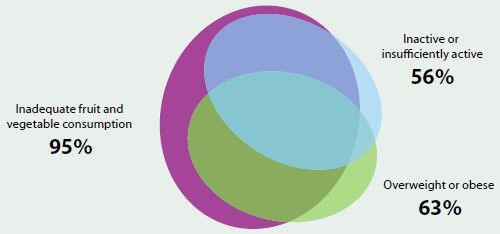 Inactive or
insufficiently active
56%
Inadequate fruit and
vegetable consumption
95%
Overweight or obese
63%